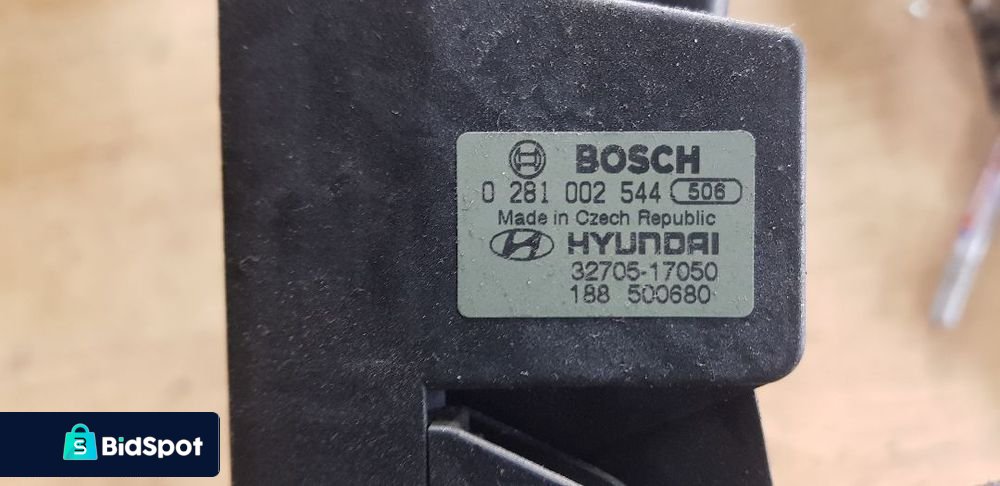 BOSCH
0 281 002 544 506
Made in Czech Republic
HYUNDAI
32705-17050
188 500680
S BidSpot